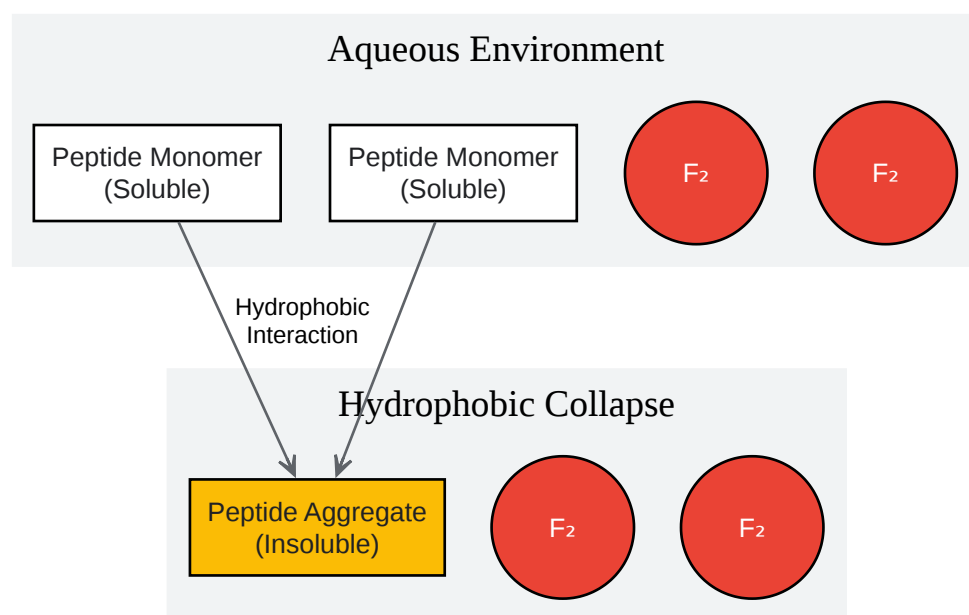 Aqueous Environment
Peptide Monomer
(Soluble)
Peptide Monomer
(Soluble)
F₂
F₂
Hydrophobic
Interaction
Hydrophobic Collapse
Peptide Aggregate
(Insoluble)
F₂
F₂